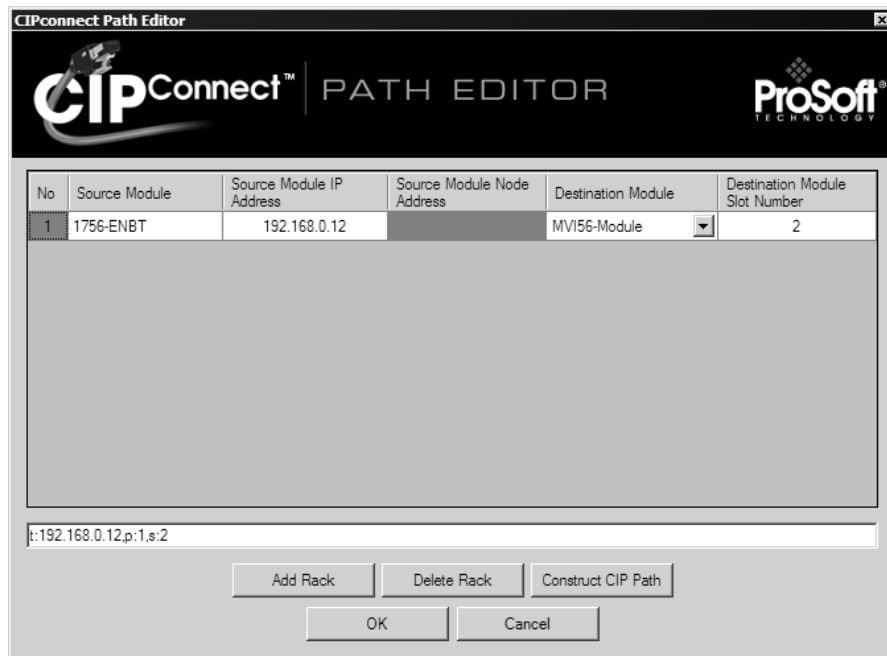 CIPconnect Path Editor
CIPConnect™ PATH EDITOR
ProSoft®
TECHNOLOGY
No Source Module Source Module IP Address Source Module Node Address Destination Module Destination Module Slot Number
1 1756-ENBT 192.168.0.12 MVI56-Module 2
t:192.168.0.12,p:1,s:2
Add Rack Delete Rack Construct CIP Path
OK Cancel